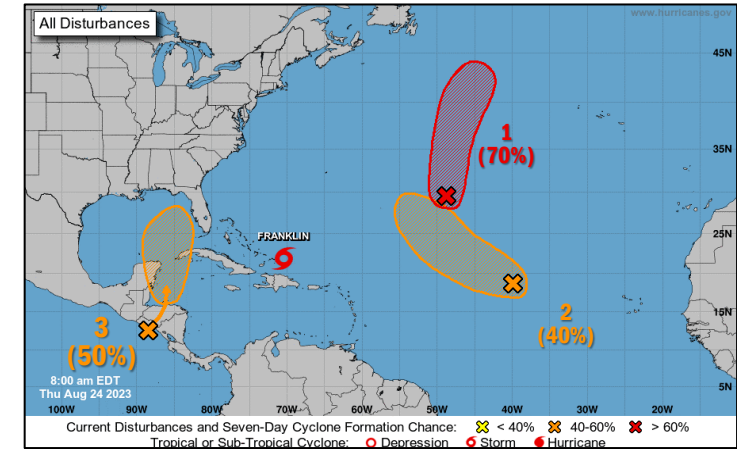 All Disturbances
www.hurricanes.gov
45N
1
(70%)
35N
FRANKLIN
25N
2
(40%)
15N
3
(50%)
8:00 am EDT
Thu Aug 24 2023
5N
100W 90W 80W 70W 60W 50W 40W 30W 20W
Current Disturbances and Seven-Day Cyclone Formation Chance: < 40% 40-60% > 60%
Tropical or Sub-Tropical Cyclone: Depression Storm Hurricane